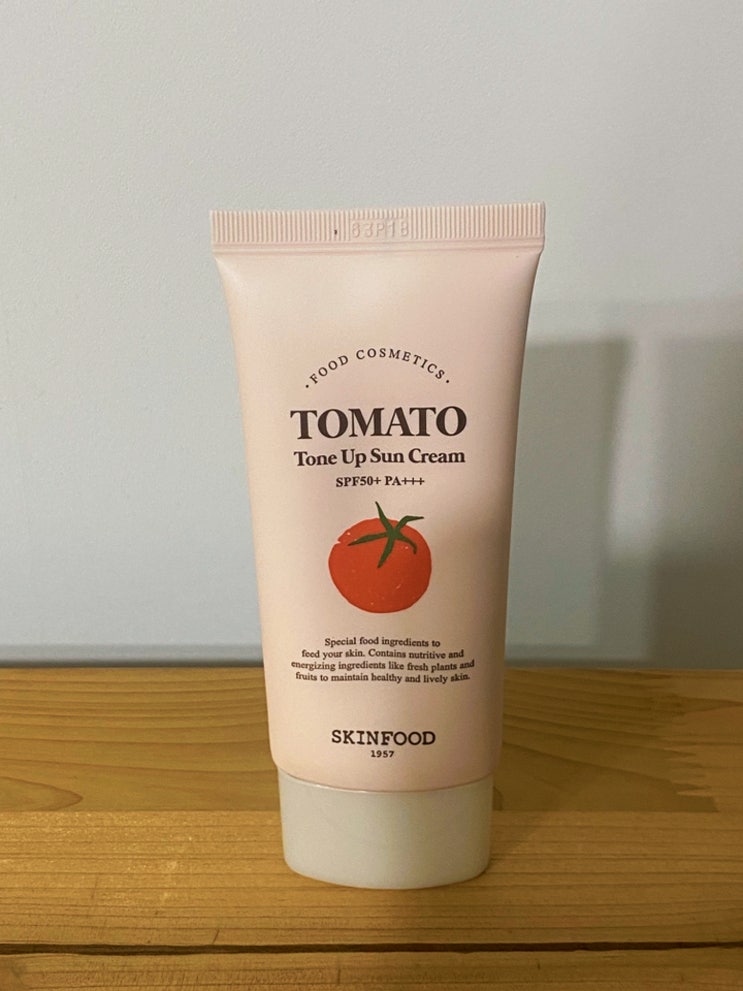 63P18
·FOOD COSMETICS·
TOMATO
Tone Up Sun Cream
SPF50+ PA+++
Special food ingredients to
feed your skin. Contains nutritive and
energizing ingredients like fresh plants and
fruits to maintain healthy and lively skin.
SKINFOOD
1957